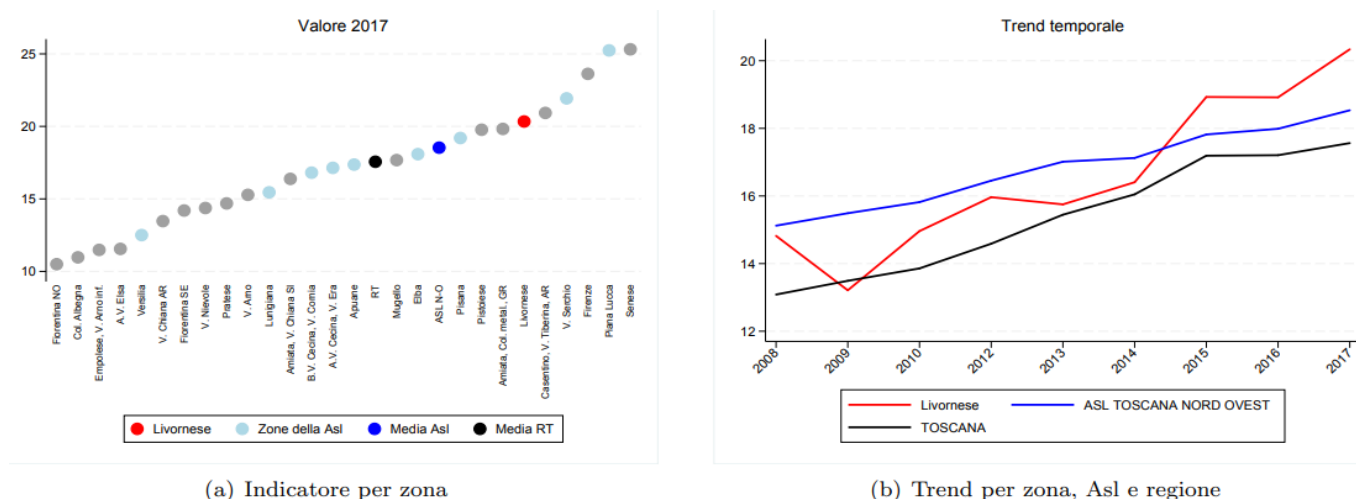 Valore 2017
25
20
15
10
Fiorentina NO
Col. Albegna
Empolese, V. Arno inf.
A.V. Elsa
Versilia
V. Chiana AR
Fiorentina SE
V. Nievole
Pratese
V. Arno
Lunigiana
Amiata, V. Chiana SI
B.V. Cecina, V. Cornia
A.V. Cecina, V. Era
Apuane
RT
Mugello
Elba
ASL N-O
Pisana
Pistoiese
Amiata, Col. metal., GR
Livornese
Casentino, V. Tiberina, AR
V. Serchio
Firenze
Piana Lucca
Senese
Livornese Zone della Asl Media Asl Media RT
(a) Indicatore per zona
Trend temporale
20
18
16
14
12
2008 2009 2010 2012 2013 2014 2015 2016 2017
Livornese ASL TOSCANA NORD OVEST
TOSCANA
(b) Trend per zona, Asl e regione